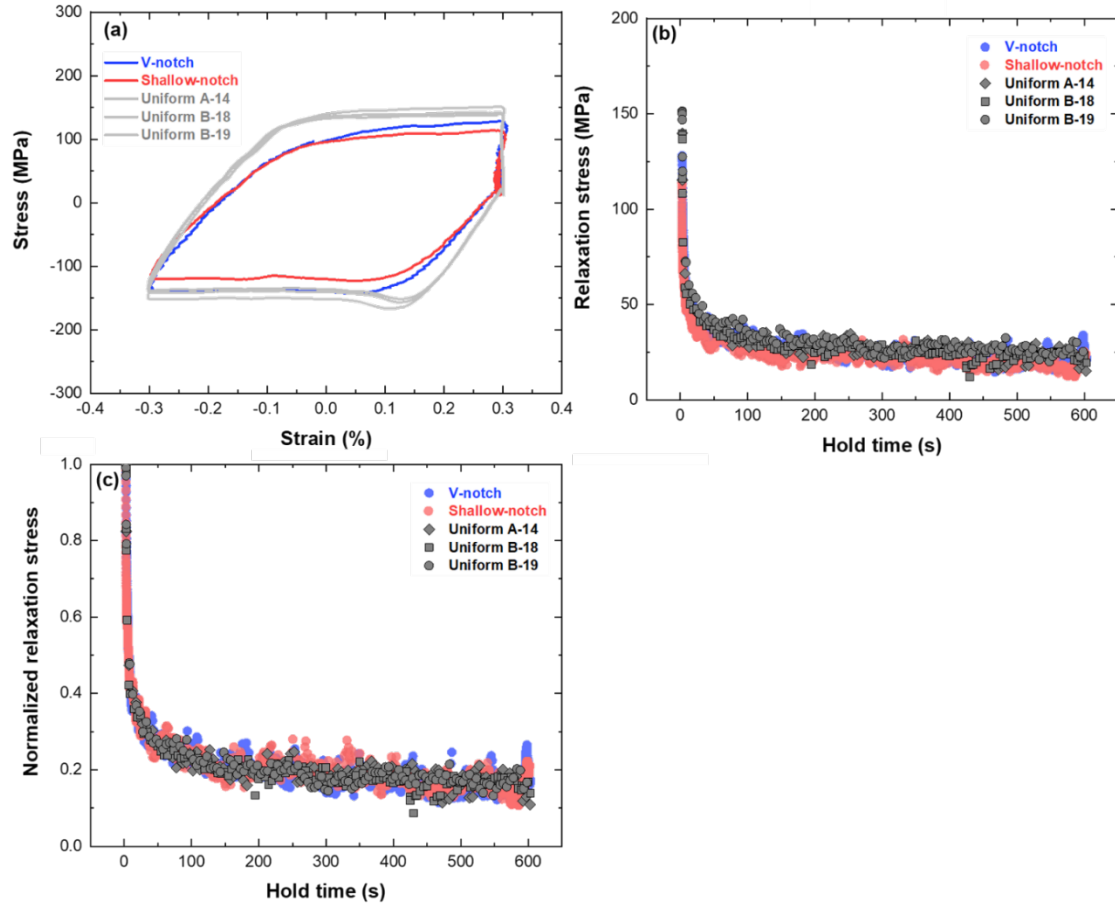 (a)
300
200
100
0
-100
-200
-300
Stress (MPa)
V-notch
Shallow-notch
Uniform A-14
Uniform B-18
Uniform B-19
-0.4 -0.3 -0.2 -0.1 0.0 0.1 0.2 0.3 0.4
Strain (%)
(b)
200
150
100
50
0
Relaxation stress (MPa)
V-notch
Shallow-notch
Uniform A-14
Uniform B-18
Uniform B-19
0 100 200 300 400 500 600
Hold time (s)
(c)
1.0
0.8
0.6
0.4
0.2
0.0
Normalized relaxation stress
V-notch
Shallow-notch
Uniform A-14
Uniform B-18
Uniform B-19
0 100 200 300 400 500 600
Hold time (s)